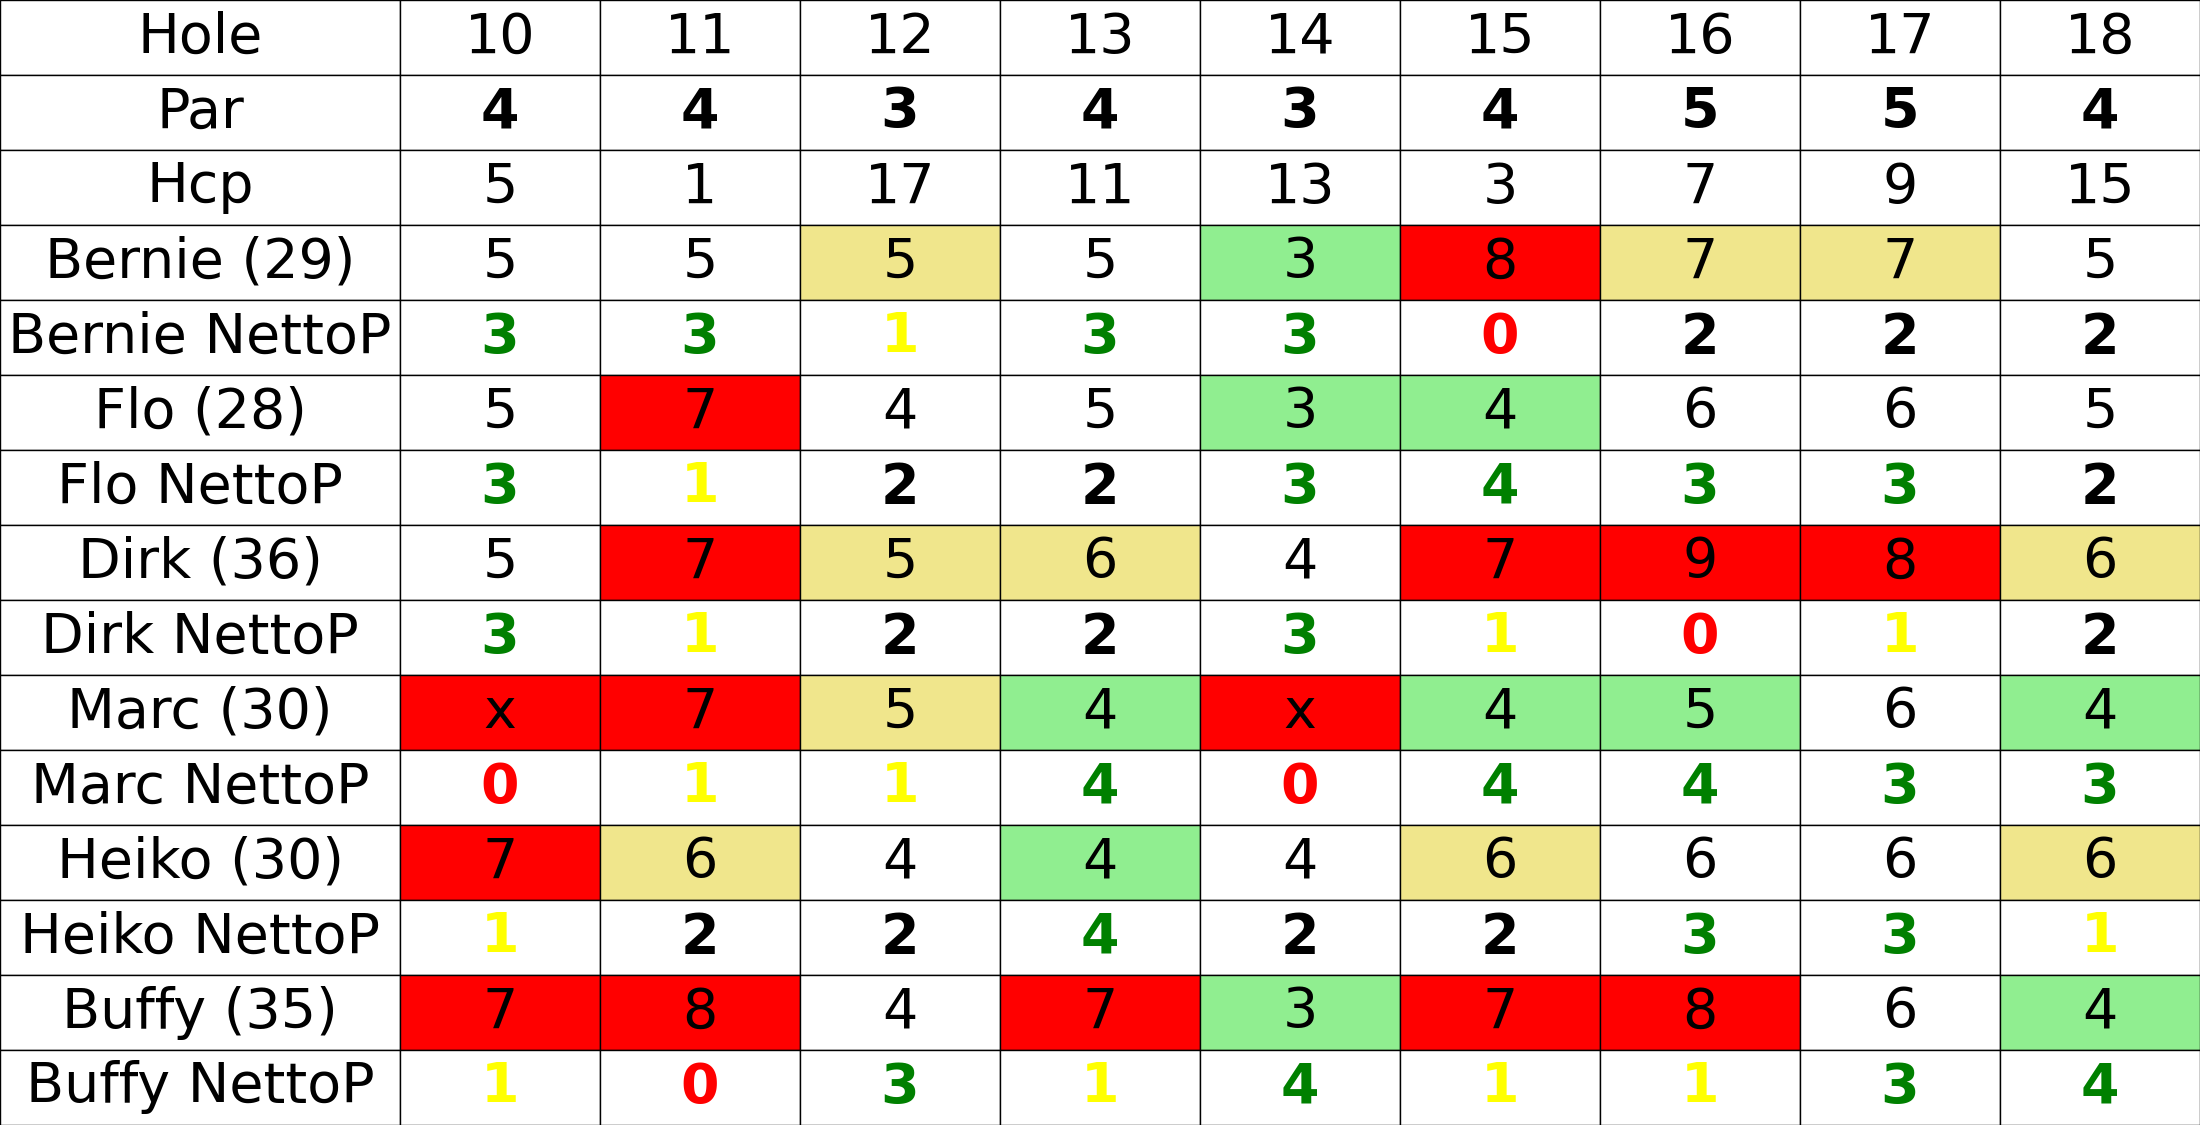 Hole 10 11 12 13 14 15 16 17 18
Par 4 4 3 4 3 4 5 5 4
Hcp 5 1 17 11 13 3 7 9 15
Bernie (29) 5 5 5 5 3 8 7 7 5
Bernie NettoP 3 3 1 3 3 0 2 2 2
Flo (28) 5 7 4 5 3 4 6 6 5
Flo NettoP 3 1 2 2 3 4 3 3 2
Dirk (36) 5 7 5 6 4 7 9 8 6
Dirk NettoP 3 1 2 2 3 1 0 1 2
Marc (30) x 7 5 4 x 4 5 6 4
Marc NettoP 0 1 1 4 0 4 4 3 3
Heiko (30) 7 6 4 4 4 6 6 6 6
Heiko NettoP 1 2 2 4 2 2 3 3 1
Buffy (35) 7 8 4 7 3 7 8 6 4
Buffy NettoP 1 0 3 1 4 1 1 3 4